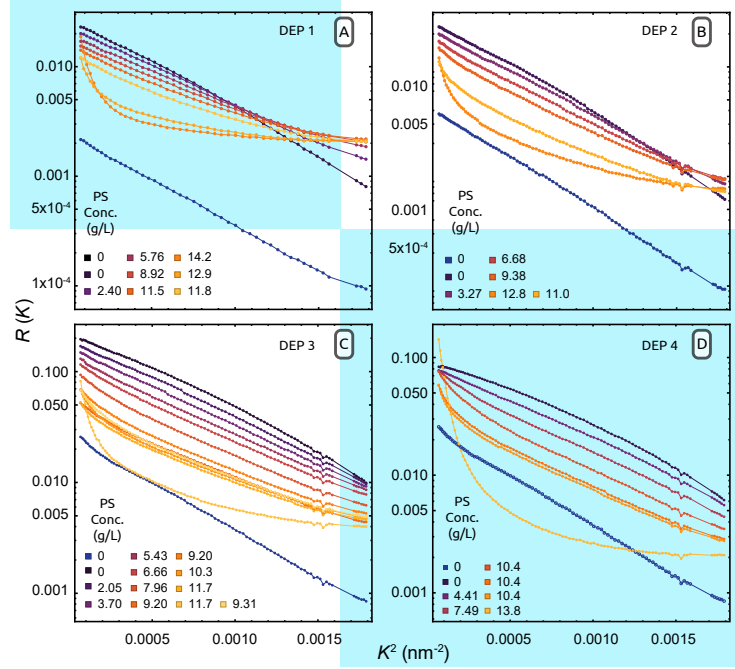 DEP 1 A
0.010
0.005
0.001
5×10⁻⁴
1×10⁻⁴
PS
Conc.
(g/L)
0 5.76 14.2
0 8.92 12.9
2.40 11.5 11.8
DEP 2 B
0.010
0.005
0.001
5×10⁻⁴
PS
Conc.
(g/L)
0 6.68
0 9.38
3.27 12.8 11.0
R (K)
DEP 3 C
0.100
0.050
0.010
0.005
0.001
PS
Conc.
(g/L)
0 5.43 9.20
0 6.66 10.3
2.05 7.96 11.7
3.70 9.20 11.7 9.31
0.0005 0.0010 0.0015
DEP 4 D
0.100
0.050
0.010
0.005
0.001
PS
Conc.
(g/L)
0 10.4
0 10.4
4.41 10.4
7.49 13.8
0.0005 0.0010 0.0015
K² (nm⁻²)